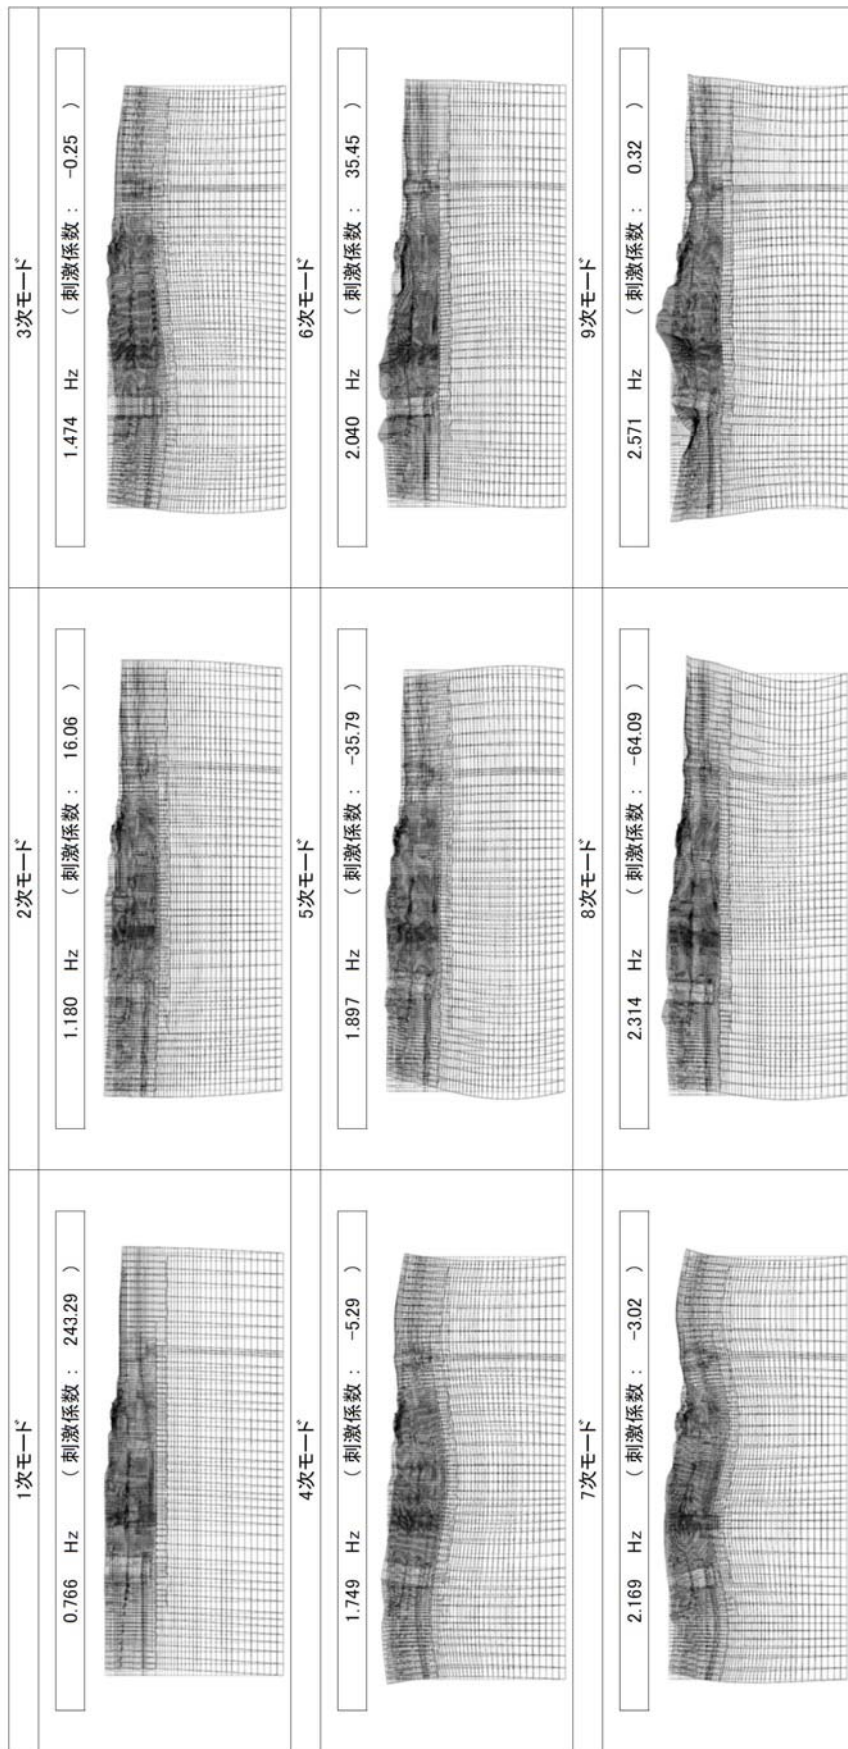 1次モード
0.766 Hz （ 刺激係数 : 243.29 ）
2次モード
1.180 Hz （ 刺激係数 : 16.06 ）
3次モード
1.474 Hz （ 刺激係数 : -0.25 ）
4次モード
1.749 Hz （ 刺激係数 : -5.29 ）
5次モード
1.897 Hz （ 刺激係数 : -35.79 ）
6次モード
2.040 Hz （ 刺激係数 : 35.45 ）
7次モード
2.169 Hz （ 刺激係数 : -3.02 ）
8次モード
2.314 Hz （ 刺激係数 : -64.09 ）
9次モード
2.571 Hz （ 刺激係数 : 0.32 ）